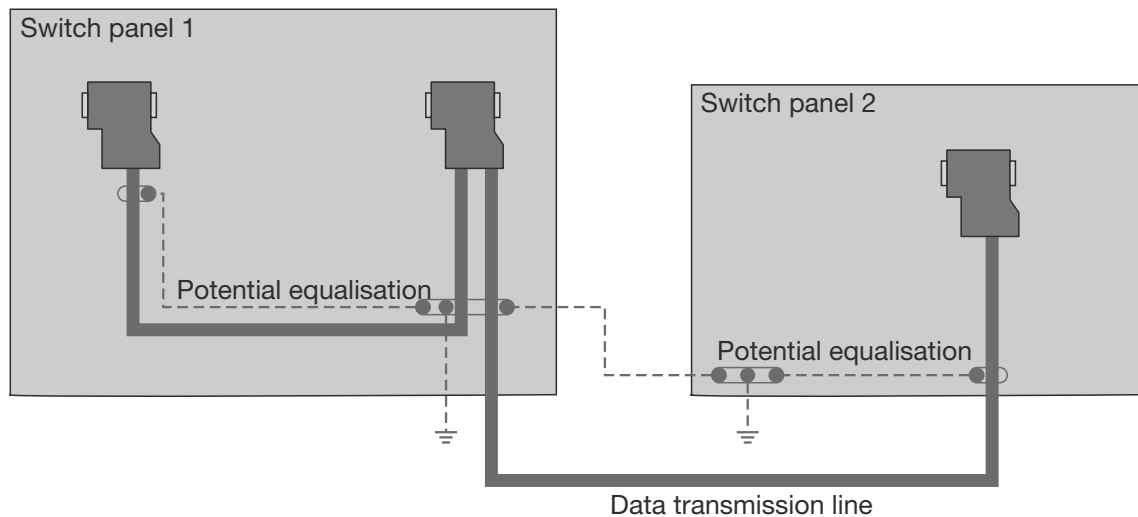 Switch panel 1
Switch panel 2
Potential equalisation
Potential equalisation
Data transmission line